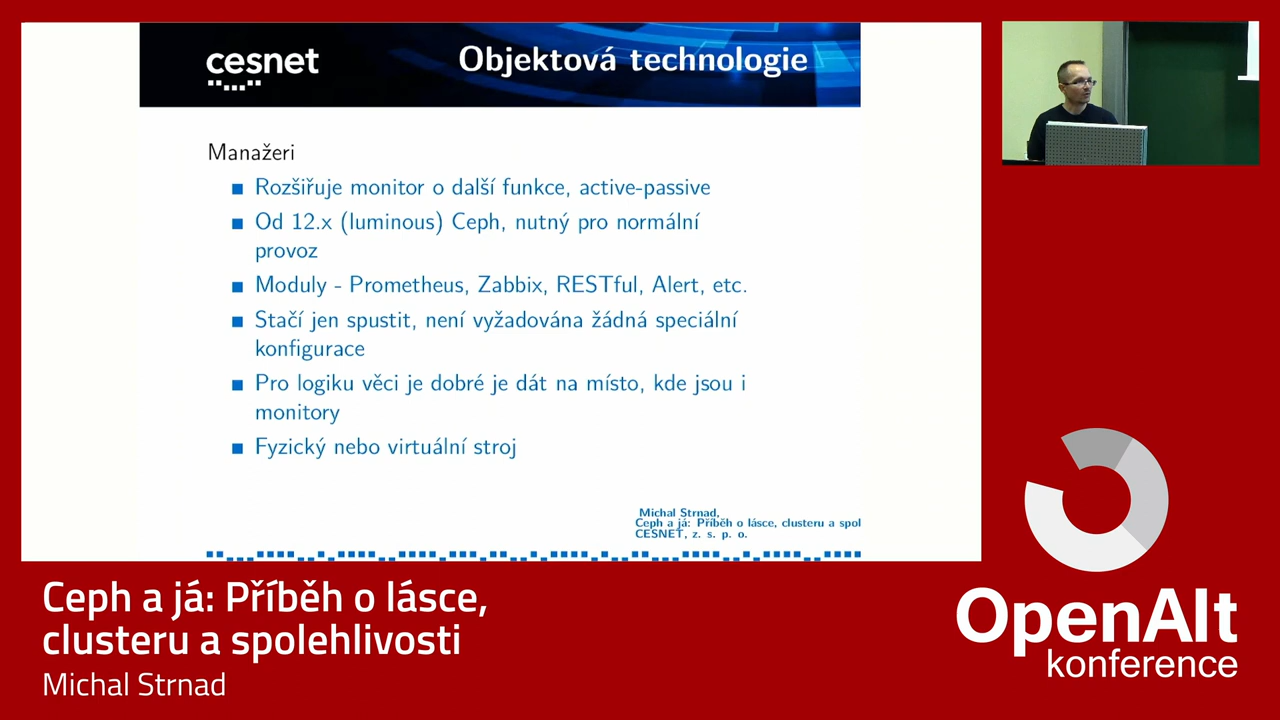 cesnet
Objektová technologie
Manažeri
Rozšiřuje monitor o další funkce, active-passive
Od 12.x (luminous) Ceph, nutný pro normální
provoz
Moduly - Prometheus, Zabbix, RESTful, Alert, etc.
Stačí jen spustit, není vyžadována žádná speciální
konfigurace
Pro logiku věci je dobré je dát na místo, kde jsou i
monitory
Fyzický nebo virtuální stroj
Michal Strnad,
Ceph a já: Příběh o lásce, clusteru a spol
CESNET, z. s. p. o.
Ceph a já: Příběh o lásce,
clusteru a spolehlivosti
Michal Strnad
OpenAlt
konference